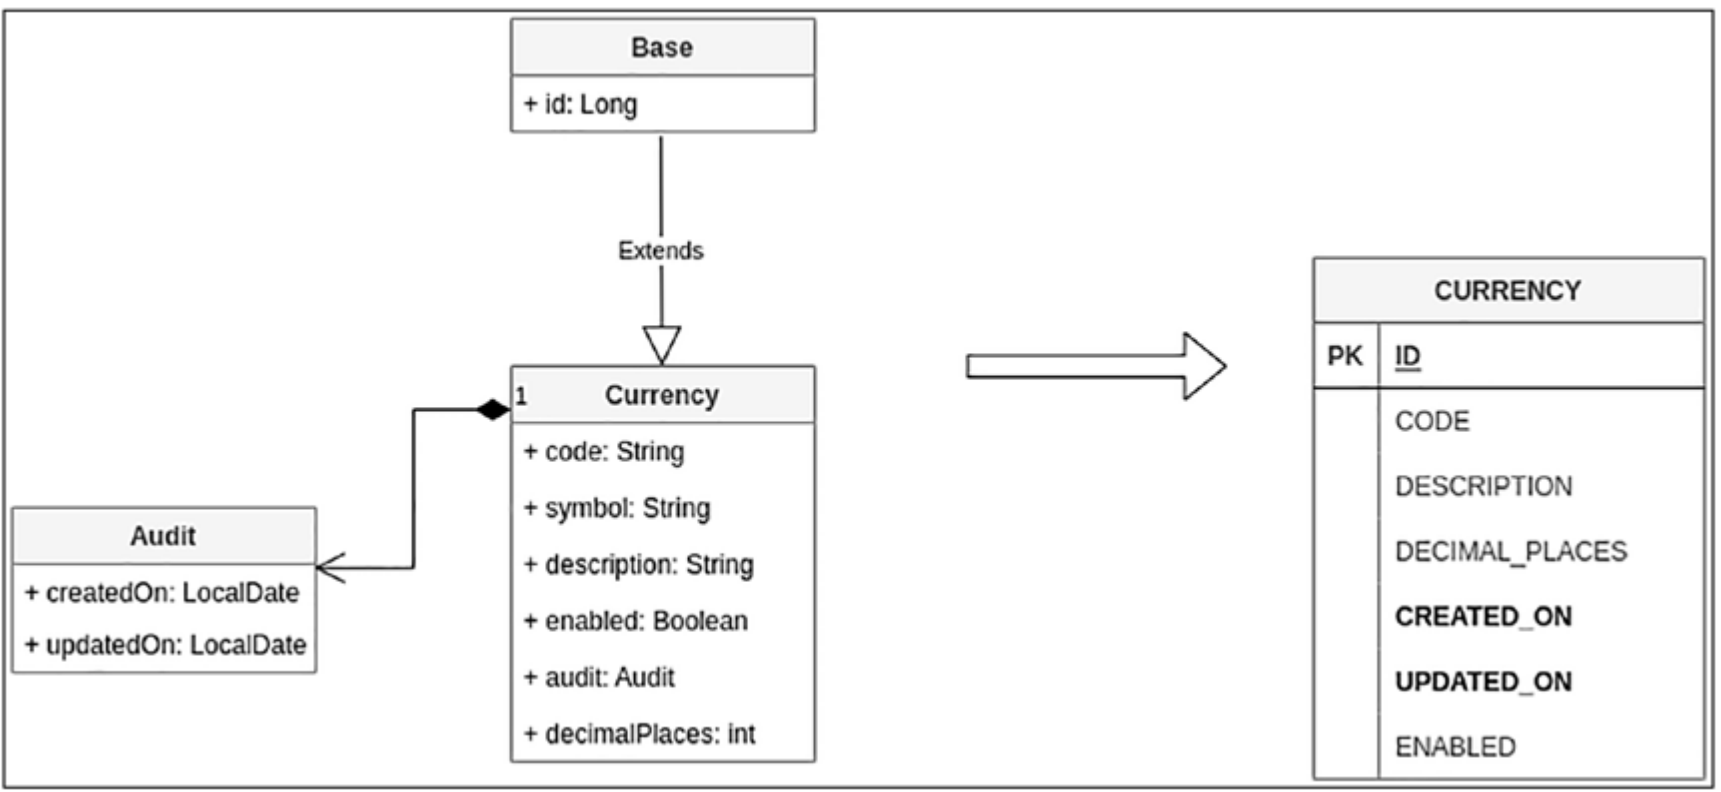 Base
+ id: Long
Extends
1 Currency
+ code: String
+ symbol: String
+ description: String
+ enabled: Boolean
+ audit: Audit
+ decimalPlaces: int
Audit
+ createdOn: LocalDate
+ updatedOn: LocalDate
CURRENCY
PK ID
CODE
DESCRIPTION
DECIMAL_PLACES
CREATED_ON
UPDATED_ON
ENABLED